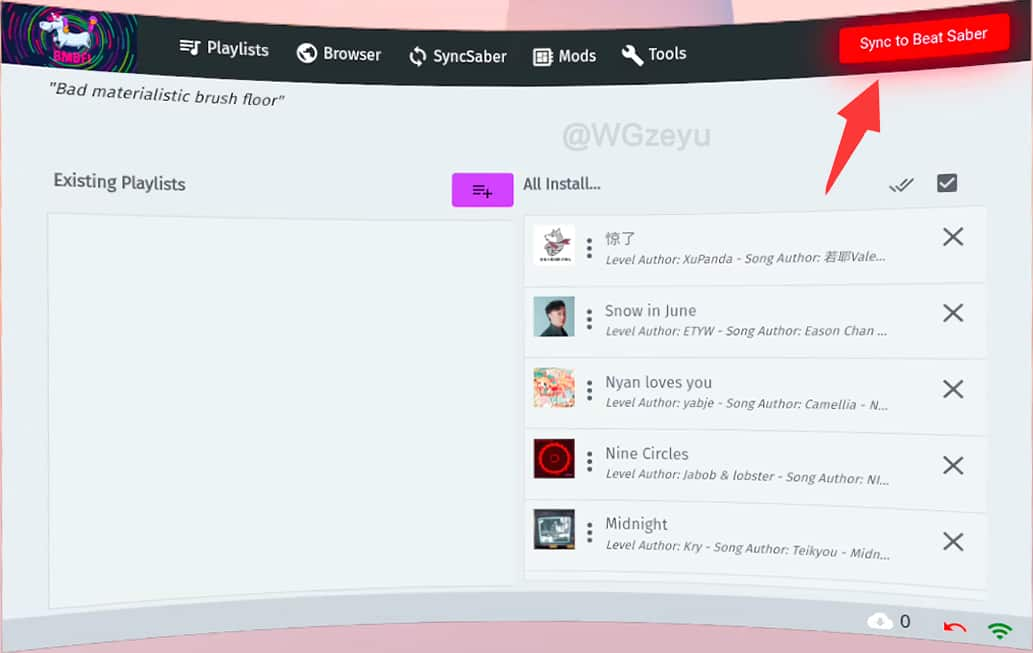 BMBF!
Playlists
Browser
SyncSaber
Mods
Tools
Sync to Beat Saber
"Bad materialistic brush floor"
@WGzeyu
Existing Playlists
All Install...
惊了
Level Author: XuPanda - Song Author: 若耶Vale...
Snow in June
Level Author: ETYW - Song Author: Eason Chan ...
Nyan loves you
Level Author: yabje - Song Author: Camellia - N...
Nine Circles
Level Author: Jabob & lobster - Song Author: NI...
Midnight
Level Author: Kry - Song Author: Teikyou - Midn...
0